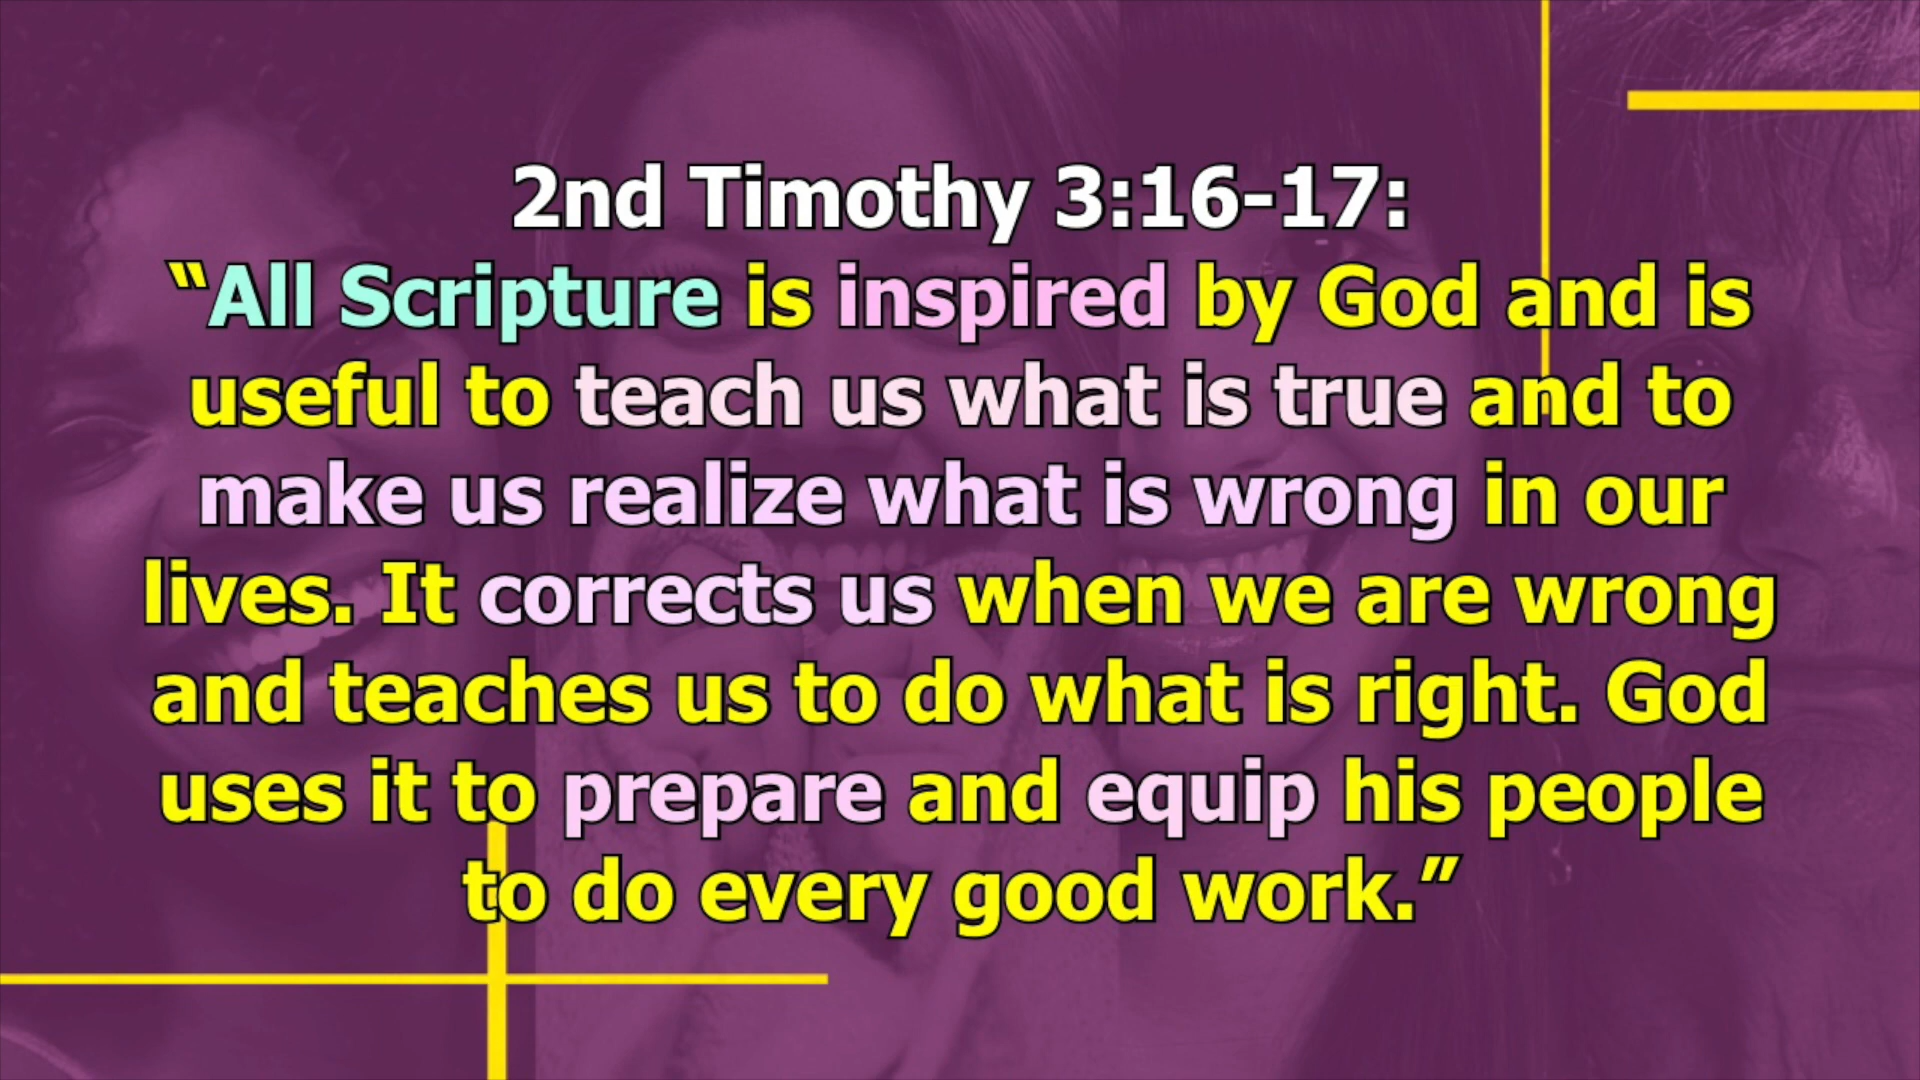 2nd Timothy 3:16-17:
“All Scripture is inspired by God and is
useful to teach us what is true and to
make us realize what is wrong in our
lives. It corrects us when we are wrong
and teaches us to do what is right. God
uses it to prepare and equip his people
to do every good work.”